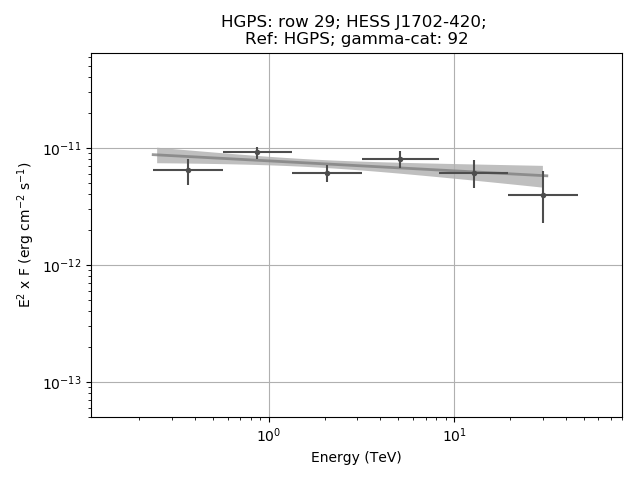 HGPS: row 29; HESS J1702-420;
Ref: HGPS; gamma-cat: 92
E² x F (erg cm⁻² s⁻¹)
10⁻¹¹
10⁻¹²
10⁻¹³
10⁰ 10¹
Energy (TeV)